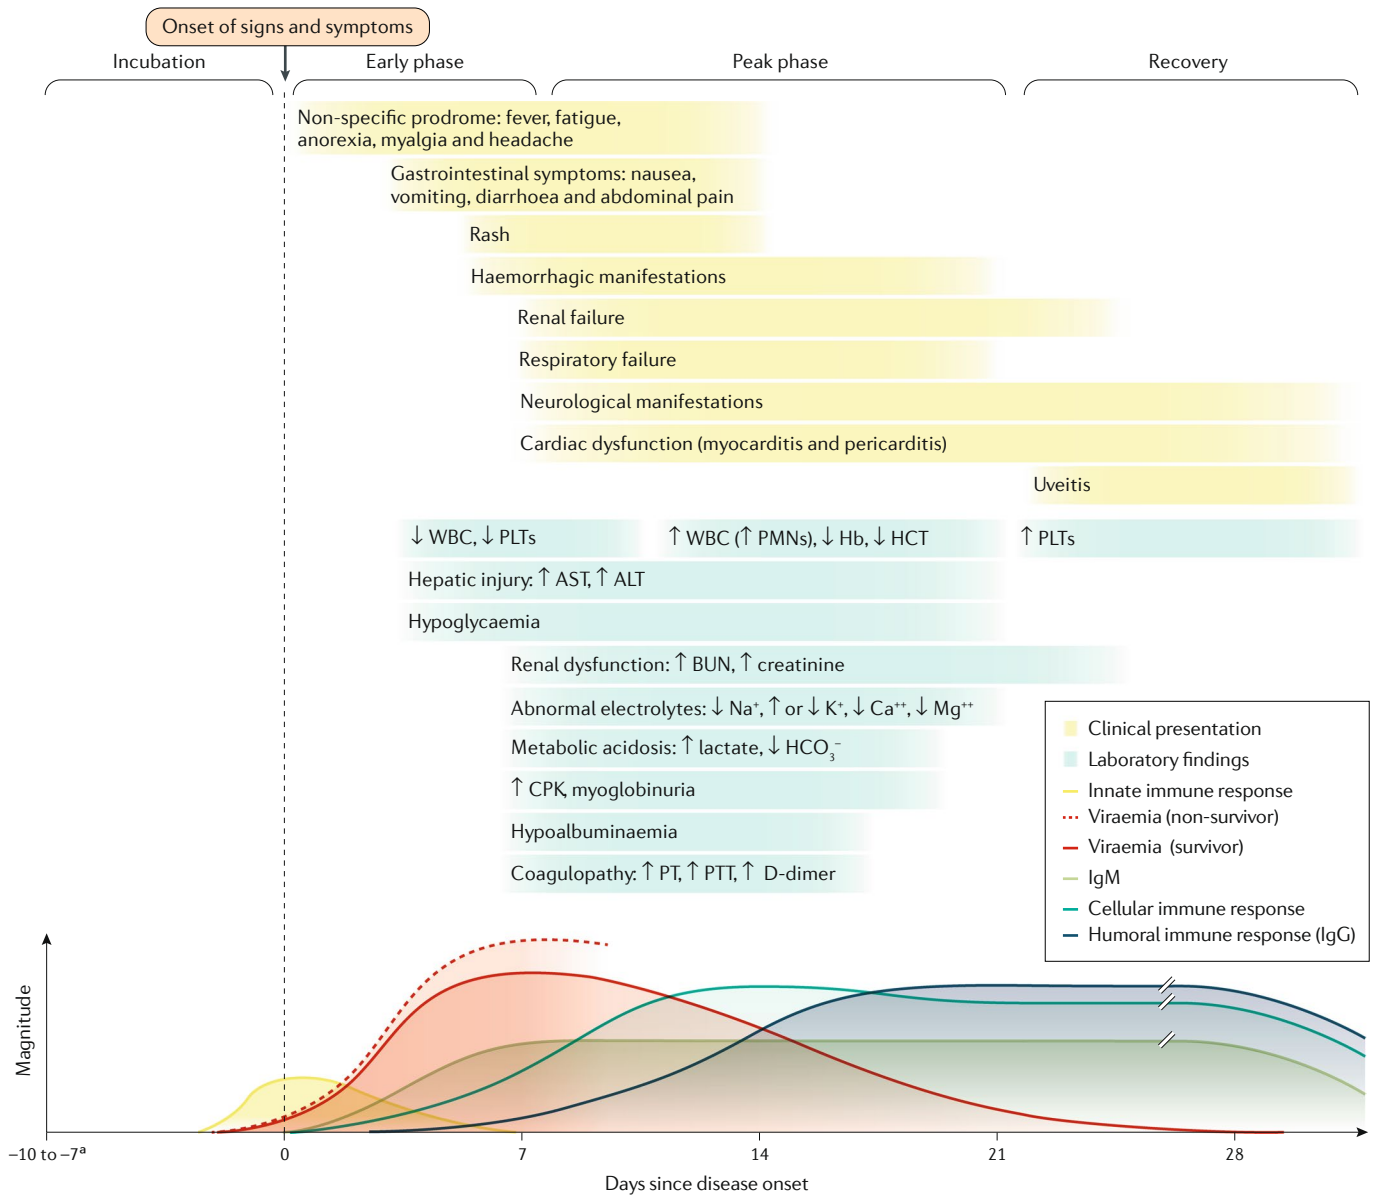 Onset of signs and symptoms
Incubation
Early phase
Peak phase
Recovery
Non-specific prodrome: fever, fatigue,
anorexia, myalgia and headache
Gastrointestinal symptoms: nausea,
vomiting, diarrhoea and abdominal pain
Rash
Haemorrhagic manifestations
Renal failure
Respiratory failure
Neurological manifestations
Cardiac dysfunction (myocarditis and pericarditis)
Uveitis
↓ WBC, ↓ PLTs
↑ WBC (↑ PMNs), ↓ Hb, ↓ HCT
↑ PLTs
Hepatic injury: ↑ AST, ↑ ALT
Hypoglycaemia
Renal dysfunction: ↑ BUN, ↑ creatinine
Abnormal electrolytes: ↓ Na⁺, ↑ or ↓ K⁺, ↓ Ca⁺⁺, ↓ Mg⁺⁺
Metabolic acidosis: ↑ lactate, ↓ HCO₃⁻
↑ CPK, myoglobinuria
Hypoalbuminaemia
Coagulopathy: ↑ PT, ↑ PTT, ↑ D-dimer
Clinical presentation
Laboratory findings
Innate immune response
Viraemia (non-survivor)
Viraemia (survivor)
IgM
Cellular immune response
Humoral immune response (IgG)
Magnitude
–10 to –7ª
0
7
14
21
28
Days since disease onset